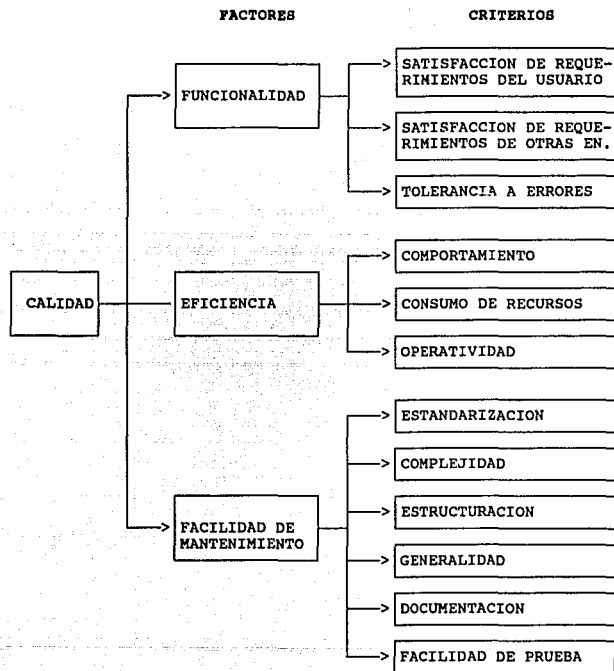 FACTORES
CRITERIOS
SATISFACCION DE REQUE-
RIMIENTOS DEL USUARIO
FUNCIONALIDAD
SATISFACCION DE REQUE-
RIMIENTOS DE OTRAS EN.
TOLERANCIA A ERRORES
COMPORTAMIENTO
CALIDAD
EFICIENCIA
CONSUMO DE RECURSOS
OPERATIVIDAD
ESTANDARIZACION
COMPLEJIDAD
FACILIDAD DE
MANTENIMIENTO
ESTRUCTURACION
GENERALIDAD
DOCUMENTACION
FACILIDAD DE PRUEBA